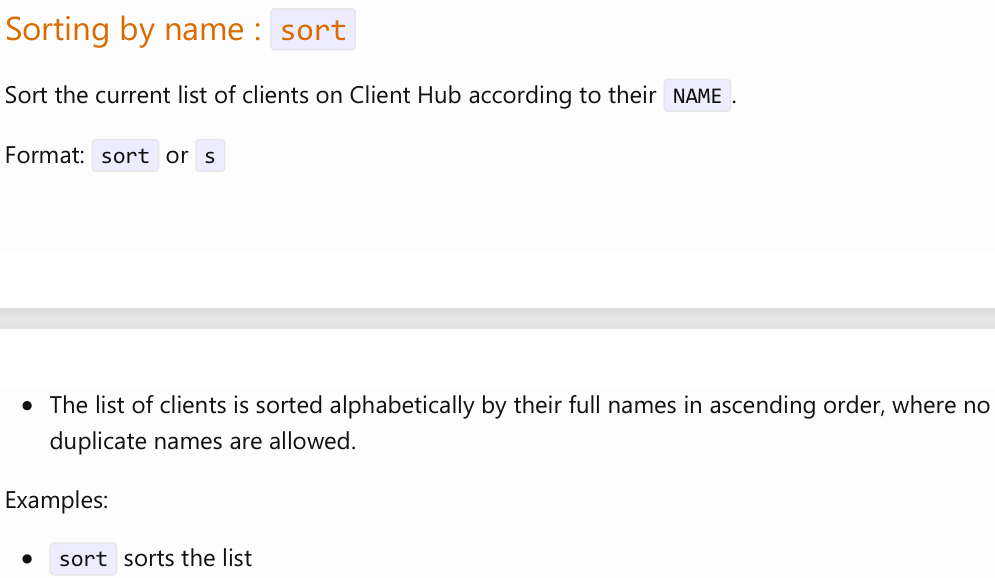 Sorting by name : sort
Sort the current list of clients on Client Hub according to their NAME.
Format: sort or s
• The list of clients is sorted alphabetically by their full names in ascending order, where no
duplicate names are allowed.
Examples:
• sort sorts the list